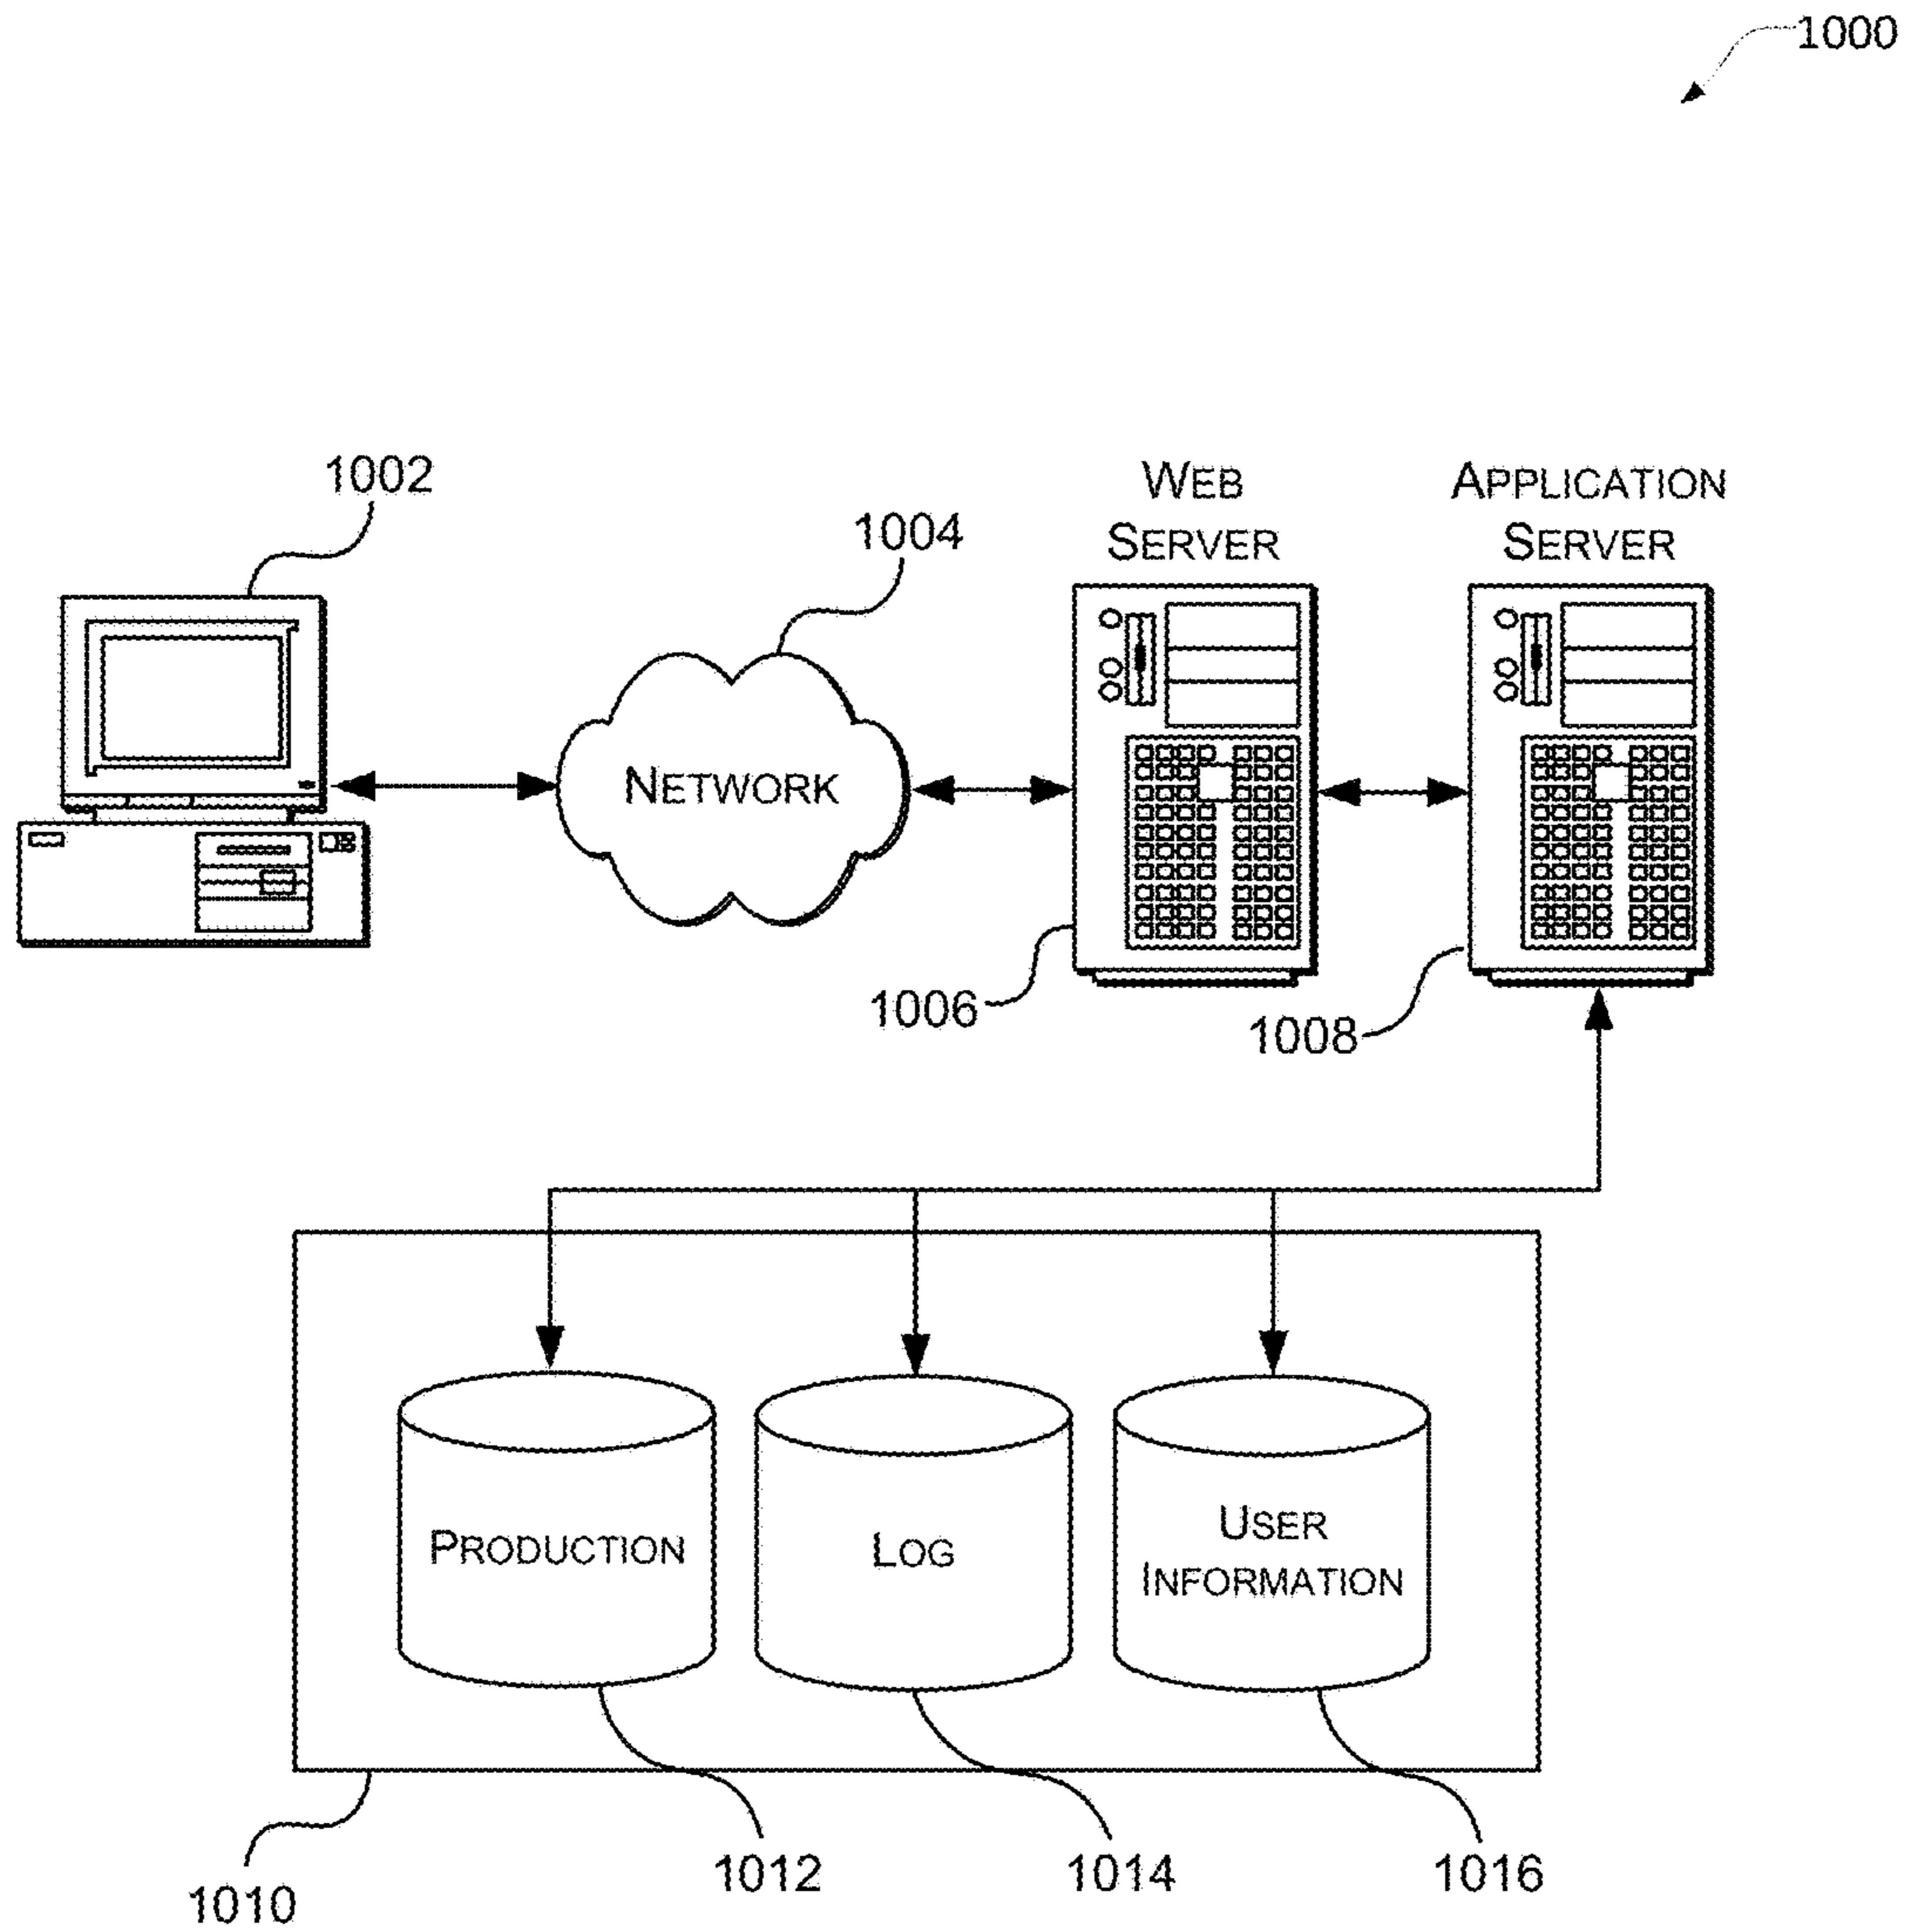 1000
1002
1004
WEB
SERVER
APPLICATION
SERVER
NETWORK
1006
1008
PRODUCTION
LOG
USER
INFORMATION
1010
1012
1014
1016